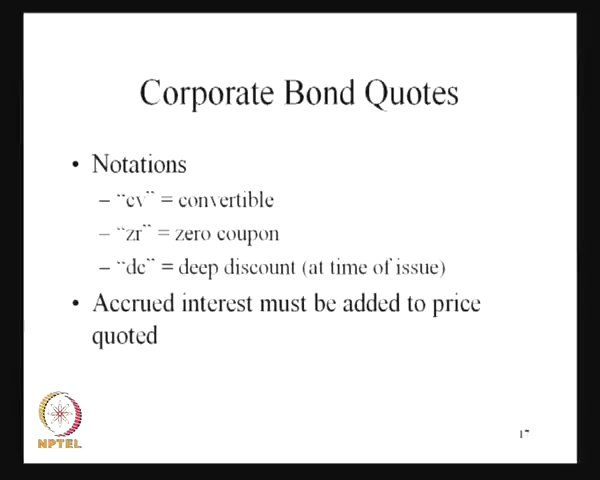 Corporate Bond Quotes
• Notations
– "cv" = convertible
– "zr" = zero coupon
– "dc" = deep discount (at time of issue)
• Accrued interest must be added to price
quoted
NPTEL
17